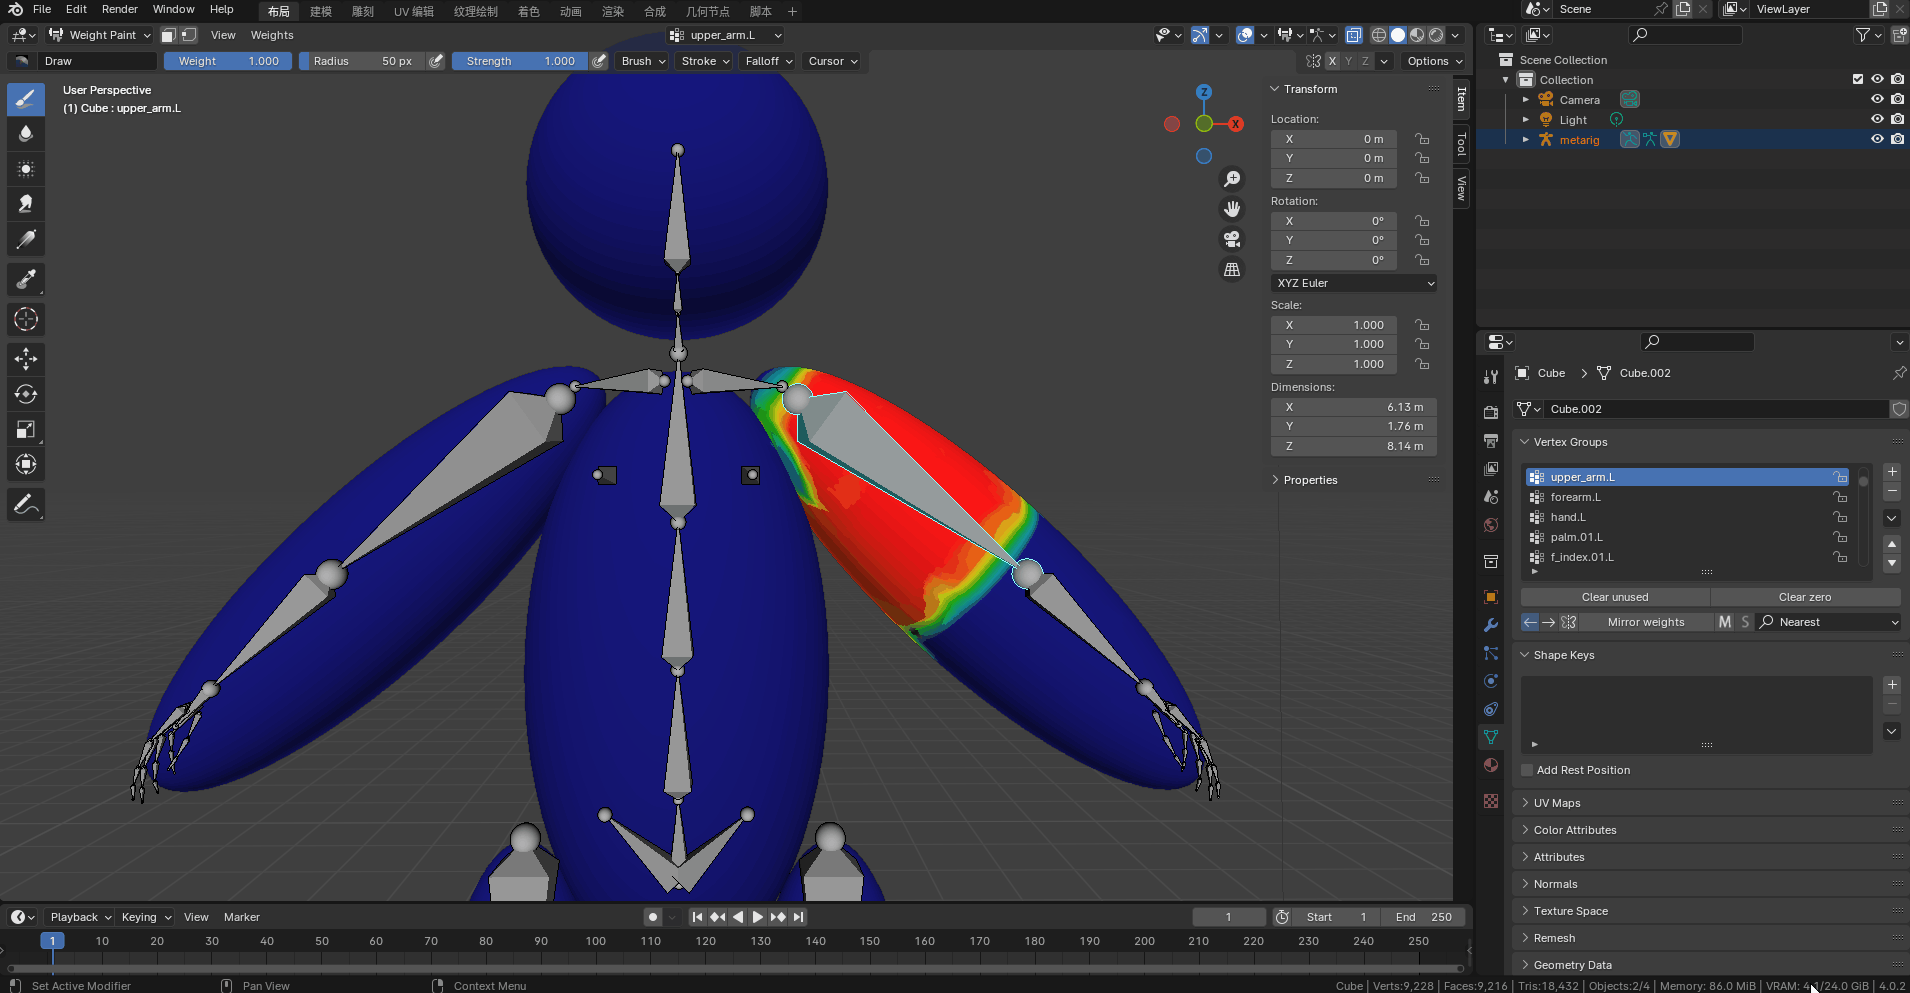 File Edit Render Window Help 布局 建模 雕刻 UV 编辑 纹理绘制 着色 动画 渲染 合成 几何节点 脚本 + Scene ViewLayer
Weight Paint View Weights upper_arm.L
Draw Weight 1.000 Radius 50 px Strength 1.000 Brush Stroke Falloff Cursor X Y Z Options
User Perspective
(1) Cube : upper_arm.L
Z
X
Item
Tool
View
Transform
Location:
X 0 m
Y 0 m
Z 0 m
Rotation:
X 0°
Y 0°
Z 0°
XYZ Euler
Scale:
X 1.000
Y 1.000
Z 1.000
Dimensions:
X 6.13 m
Y 1.76 m
Z 8.14 m
Properties
Scene Collection
Collection
Camera
Light
metarig
Cube > Cube.002
Cube.002
Vertex Groups
upper_arm.L
forearm.L
hand.L
palm.01.L
f_index.01.L
Clear unused Clear zero
Mirror weights M S Nearest
Shape Keys
Add Rest Position
UV Maps
Color Attributes
Attributes
Normals
Texture Space
Remesh
Geometry Data
Playback Keying View Marker 1 Start 1 End 250
1 10 20 30 40 50 60 70 80 90 100 110 120 130 140 150 160 170 180 190 200 210 220 230 240 250
Set Active Modifier Pan View Context Menu Cube | Verts:9,228 | Faces:9,216 | Tris:18,432 | Objects:2/4 | Memory: 86.0 MiB | VRAM: /24.0 GiB | 4.0.2